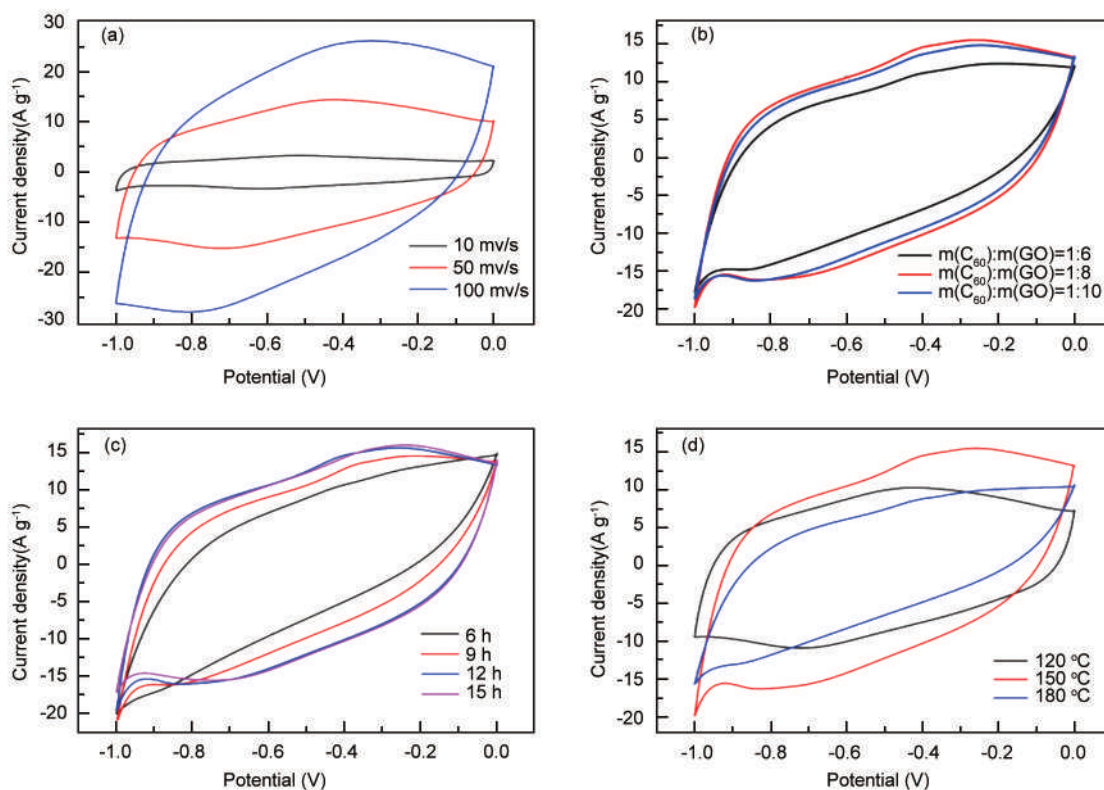 (a)
30
20
10
0
-10
-20
-30
Current density(A g⁻¹)
10 mv/s
50 mv/s
100 mv/s
-1.0 -0.8 -0.6 -0.4 -0.2 0.0
Potential (V)
(b)
15
10
5
0
-5
-10
-15
-20
Current density(A g⁻¹)
m(C₆₀):m(GO)=1:6
m(C₆₀):m(GO)=1:8
m(C₆₀):m(GO)=1:10
-1.0 -0.8 -0.6 -0.4 -0.2 0.0
Potential (V)
(c)
15
10
5
0
-5
-10
-15
-20
Current density(A g⁻¹)
6 h
9 h
12 h
15 h
-1.0 -0.8 -0.6 -0.4 -0.2 0.0
Potential (V)
(d)
15
10
5
0
-5
-10
-15
-20
Current density(A g⁻¹)
120 ºC
150 ºC
180 ºC
-1.0 -0.8 -0.6 -0.4 -0.2 0.0
Potential (V)